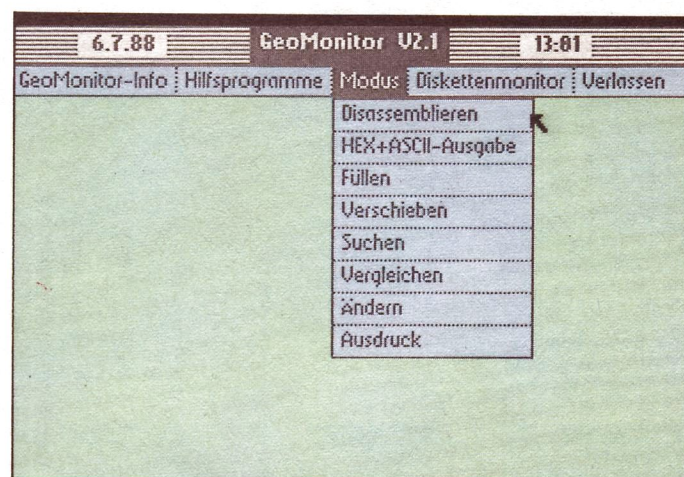 6.7.88 GeoMonitor V2.1 13:01
GeoMonitor-Info Hilfsprogramme Modus Diskettenmonitor Verlassen
Disassemblieren
HEX+ASCII-Ausgabe
Füllen
Verschieben
Suchen
Vergleichen
Ändern
Ausdruck